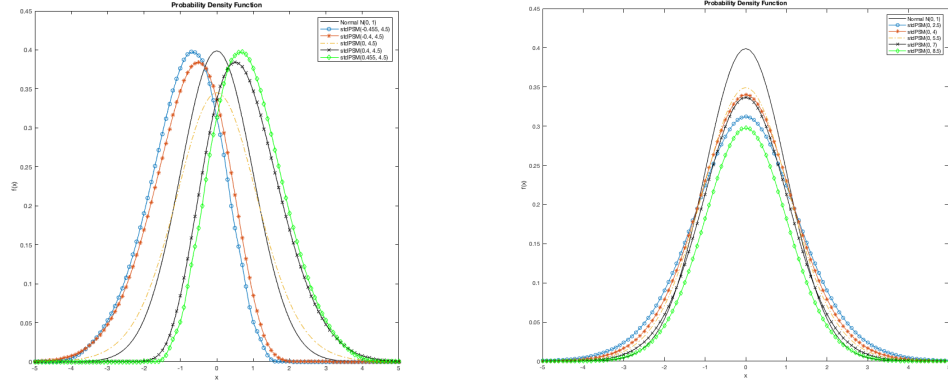 Probability Density Function
Normal N(0, 1)
stdPSM(-0.455, 4.5)
stdPSM(-0.4, 4.5)
stdPSM(0, 4.5)
stdPSM(0.4, 4.5)
stdPSM(0.455, 4.5)
0.45
0.4
0.35
0.3
0.25
0.2
0.15
0.1
0.05
0
f(x)
-5 -4 -3 -2 -1 0 1 2 3 4 5
x
Probability Density Function
Normal N(0, 1)
stdPSM(0, 2.5)
stdPSM(0, 4)
stdPSM(0, 5.5)
stdPSM(0, 7)
stdPSM(0, 8.5)
0.45
0.4
0.35
0.3
0.25
0.2
0.15
0.1
0.05
0
f(x)
-5 -4 -3 -2 -1 0 1 2 3 4
x